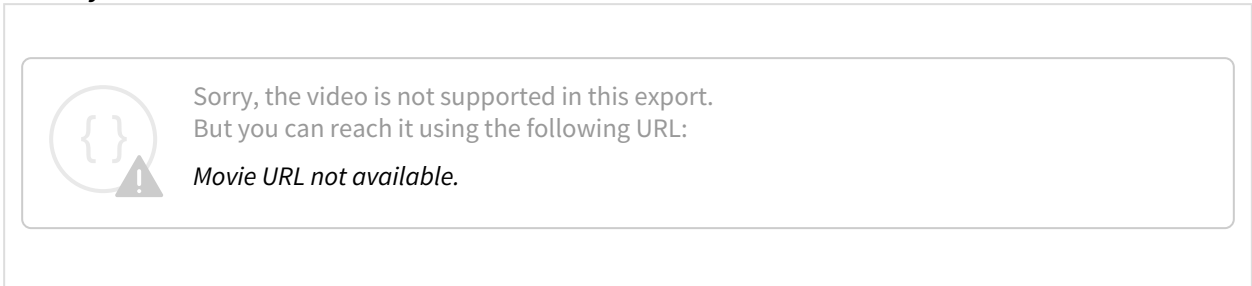 { }
Sorry, the video is not supported in this export.
But you can reach it using the following URL:
Movie URL not available.